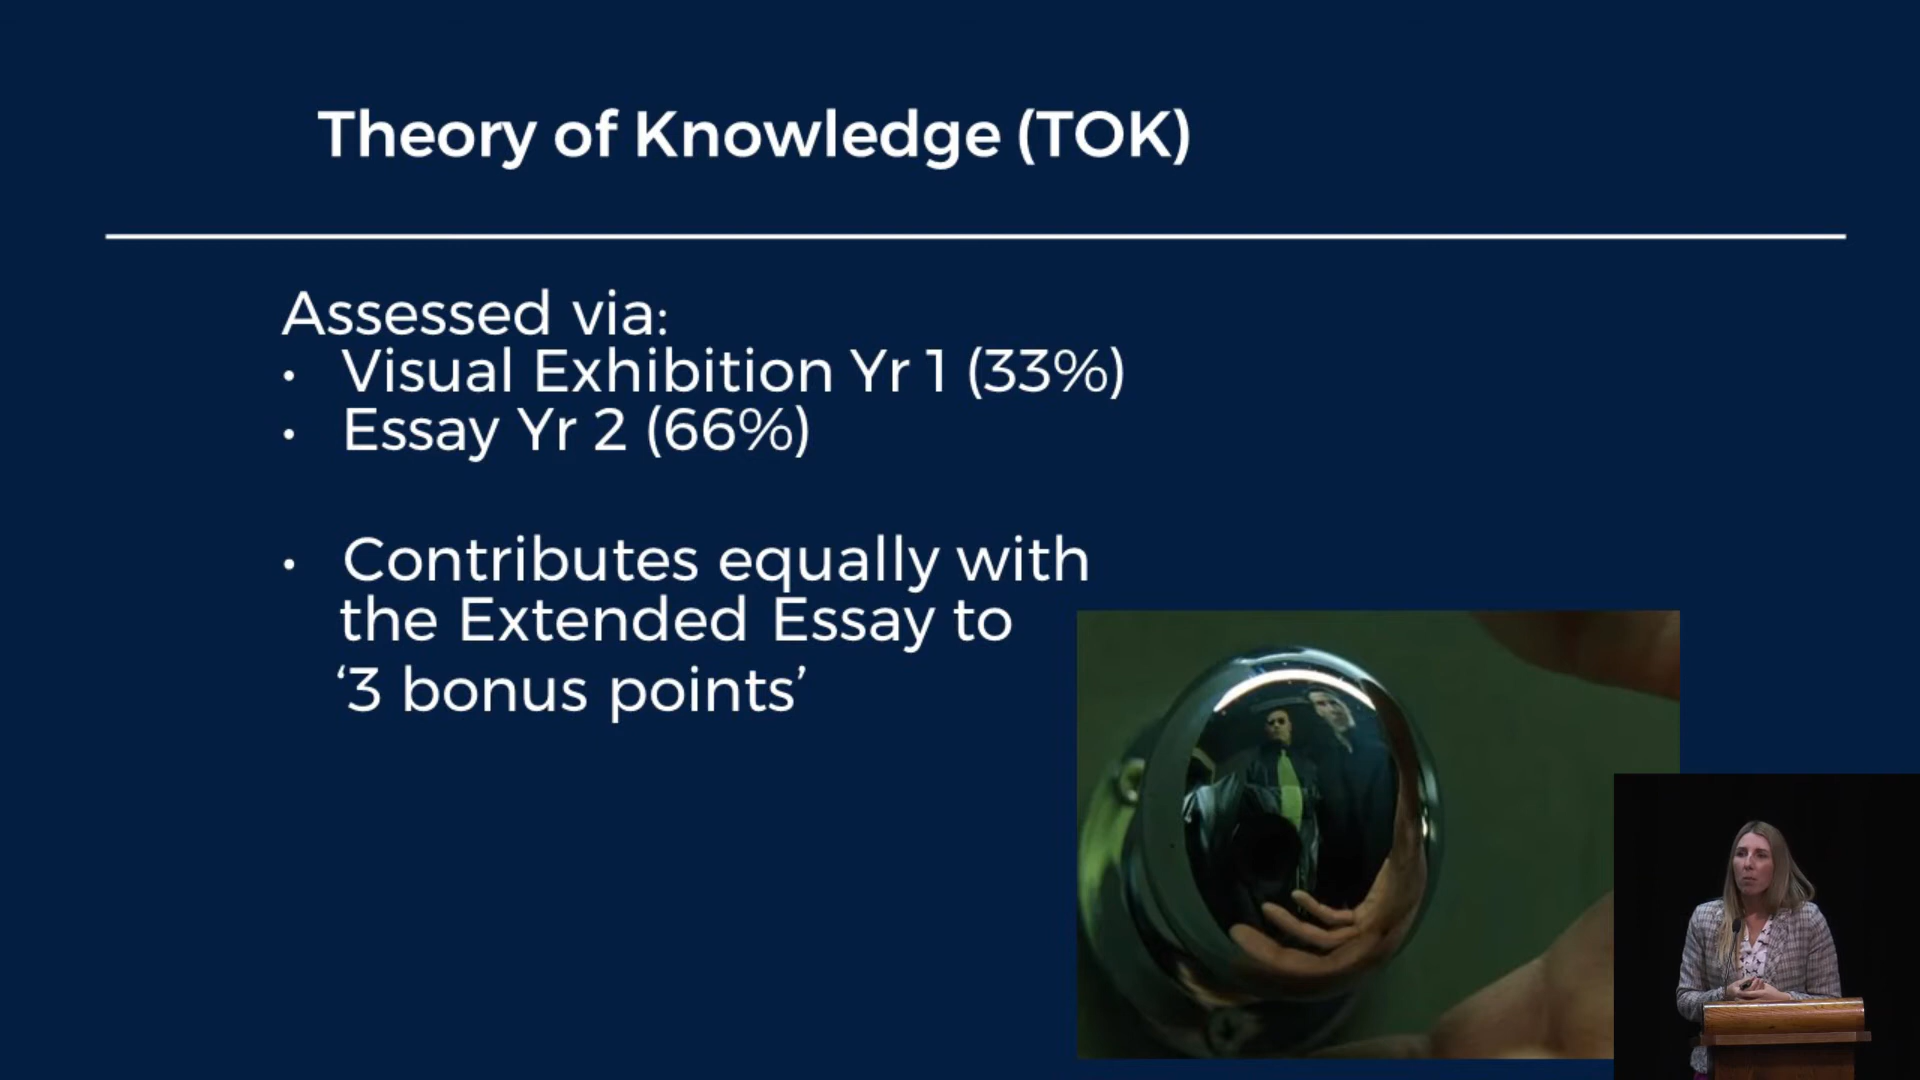 Theory of Knowledge (TOK)
Assessed via:
• Visual Exhibition Yr 1 (33%)
• Essay Yr 2 (66%)
• Contributes equally with
the Extended Essay to
‘3 bonus points’